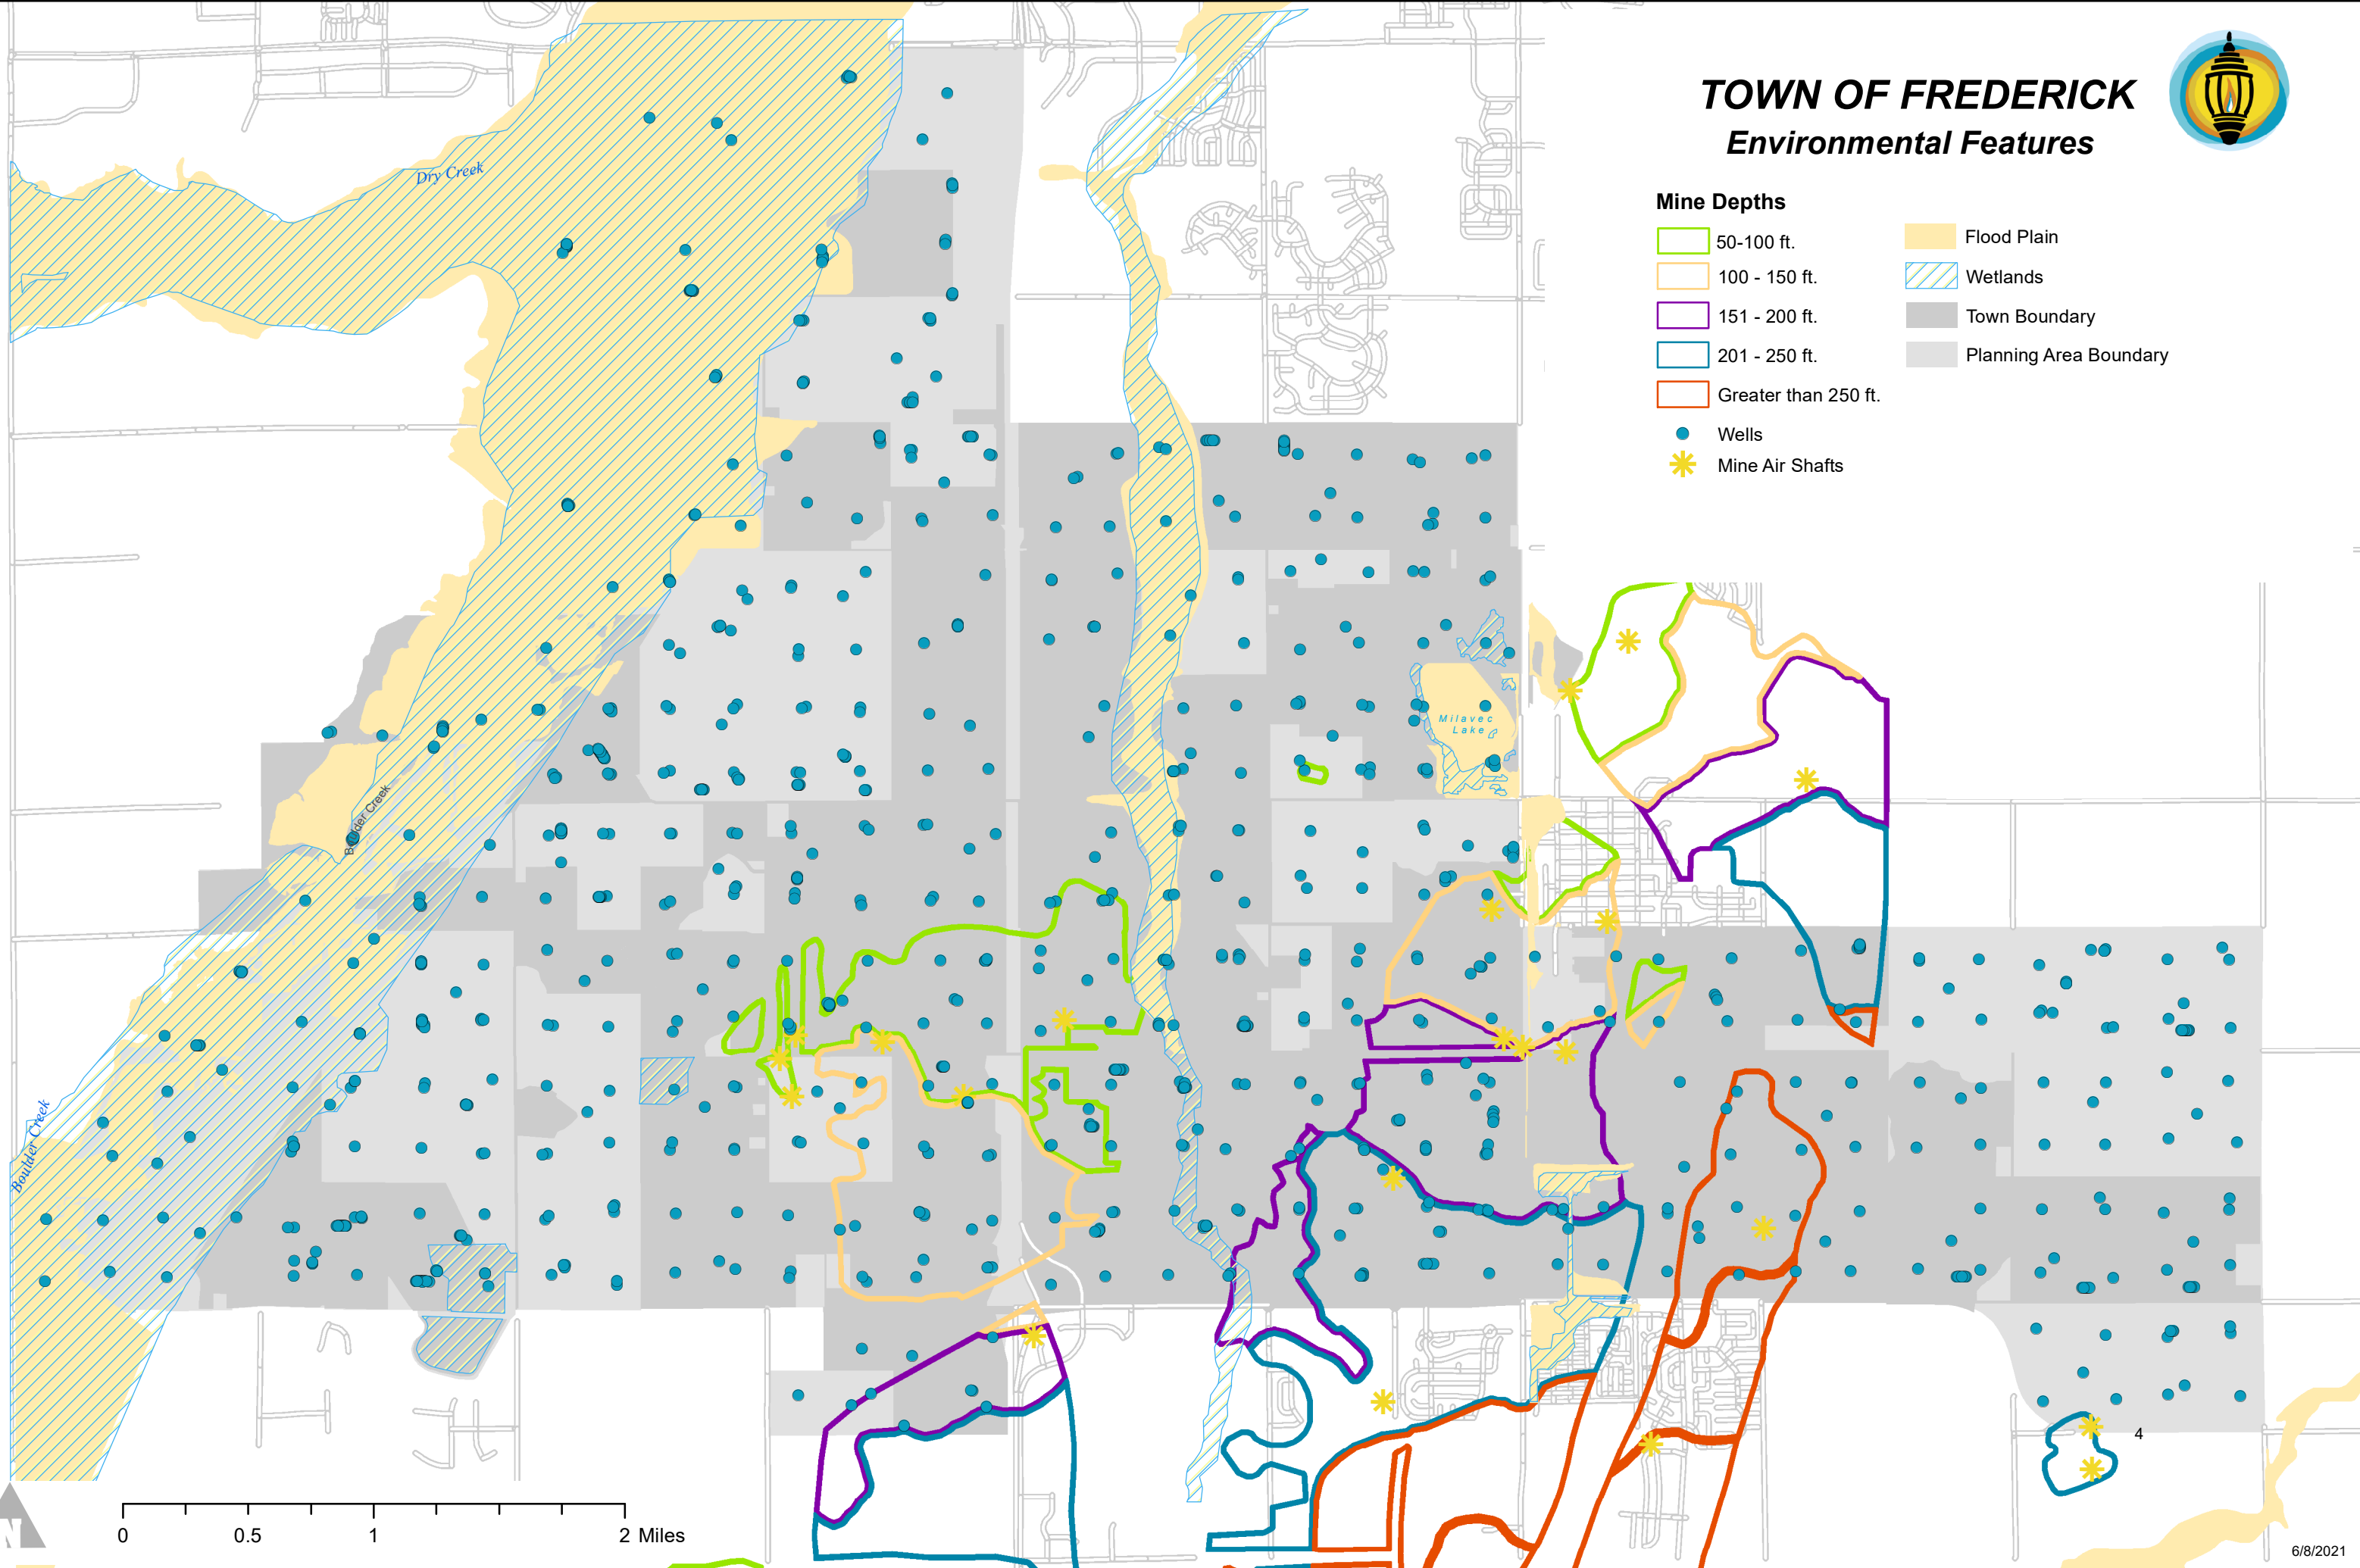 TOWN OF FREDERICK
Environmental Features
Mine Depths
50-100 ft.
100 - 150 ft.
151 - 200 ft.
201 - 250 ft.
Greater than 250 ft.
Wells
Mine Air Shafts
Flood Plain
Wetlands
Town Boundary
Planning Area Boundary
Dry Creek
Milavec
Lake
Boulder Creek
Boulder Creek
4
N
0 0.5 1 2 Miles
6/8/2021